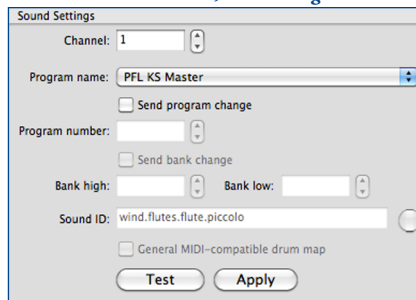 Sound Settings
Channel: 1
Program name: PFL KS Master
Send program change
Program number:
Send bank change
Bank high: Bank low:
Sound ID: wind.flutes.flute.piccolo
General MIDI-compatible drum map
Test Apply